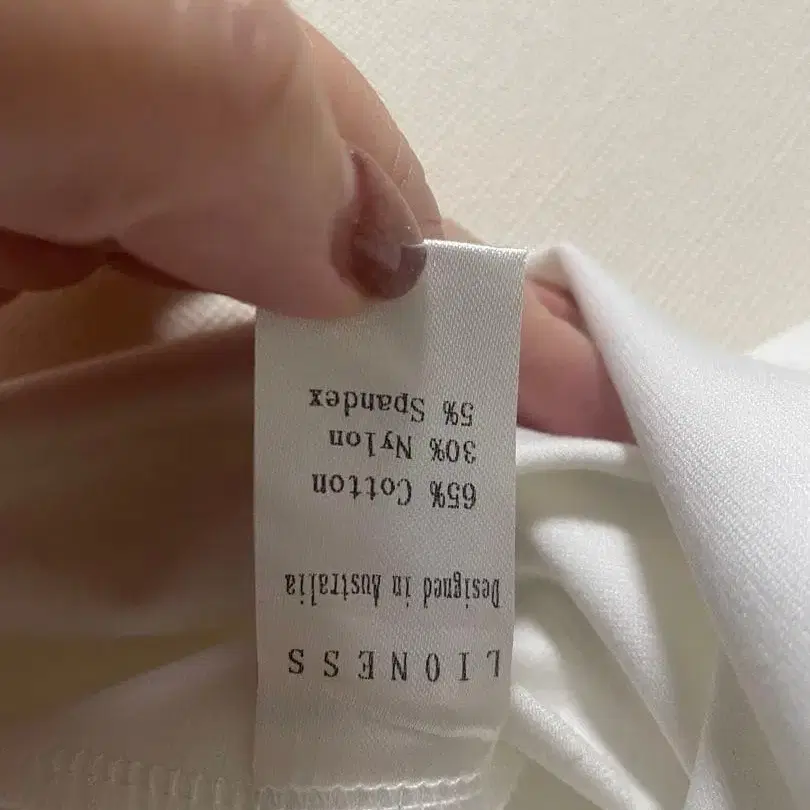 LIONESS
Designed in Australia
65% Cotton
30% Nylon
5% Spandex